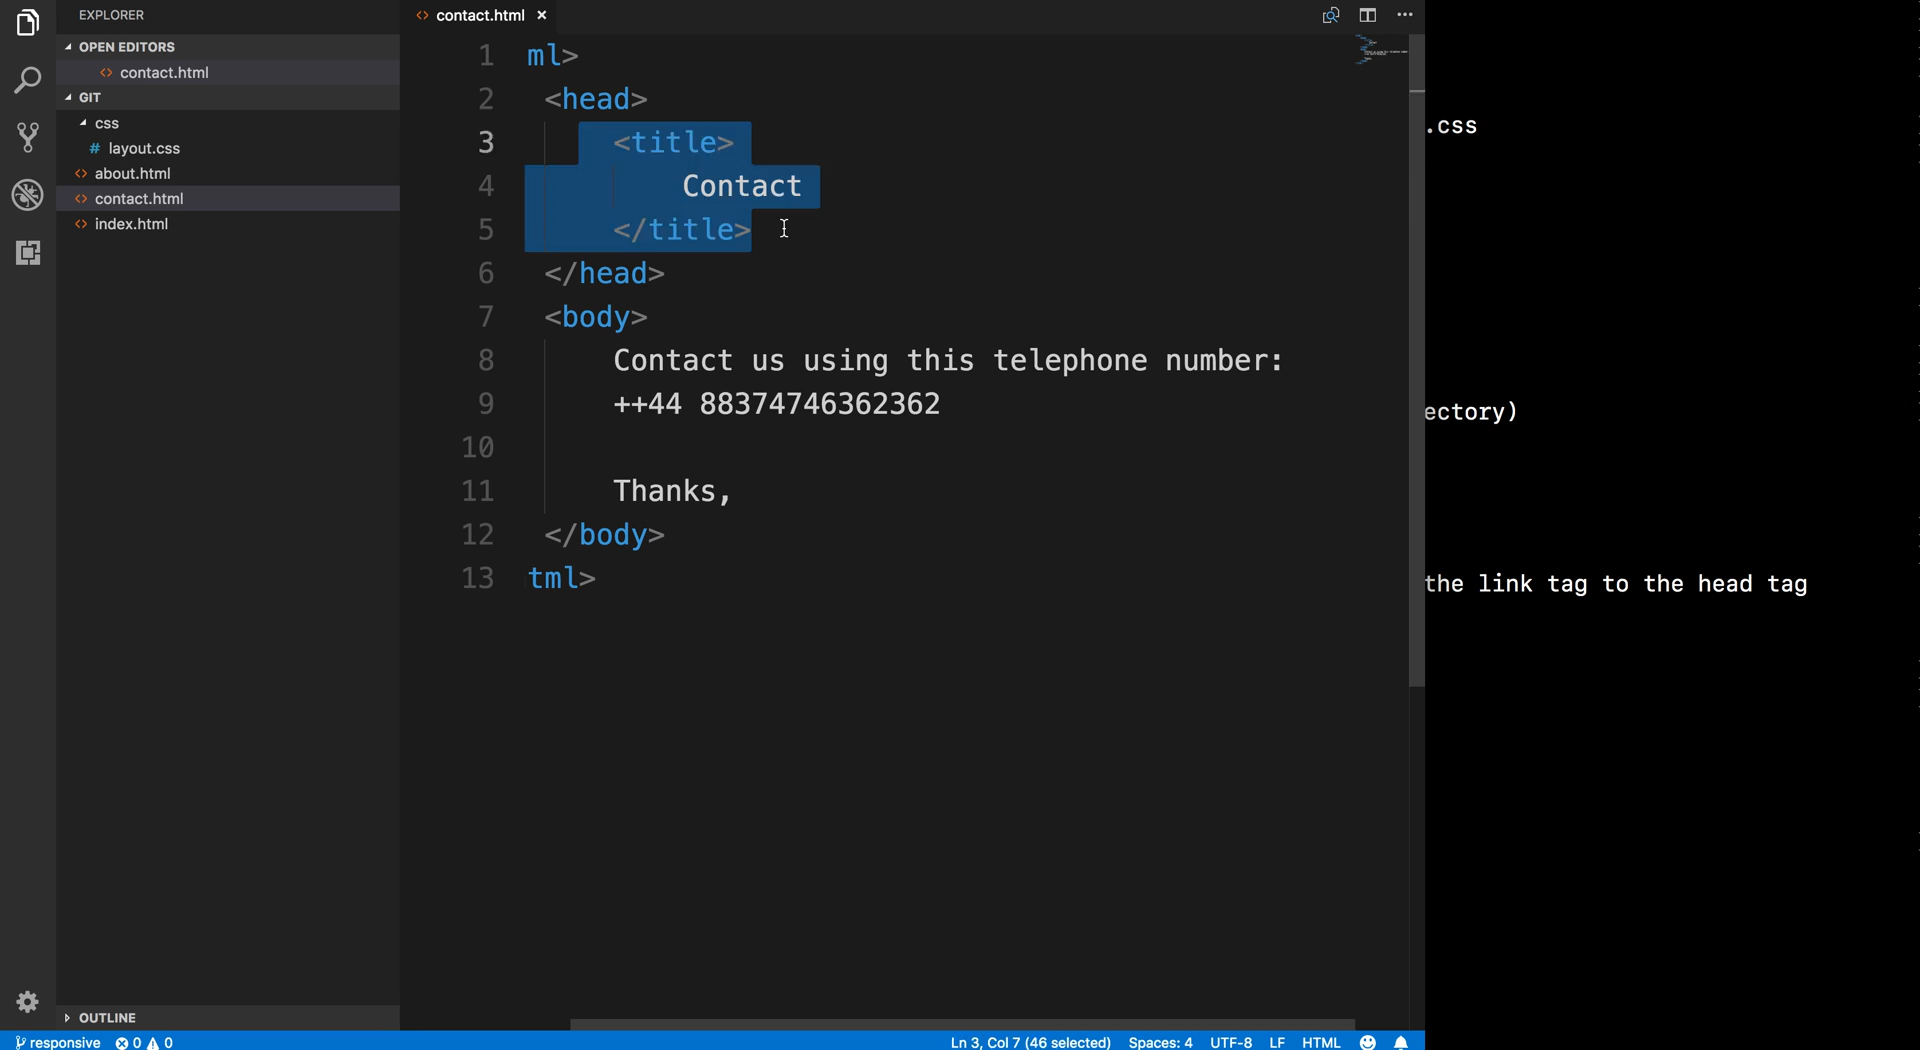 EXPLORER
OPEN EDITORS
contact.html
GIT
css
# layout.css
about.html
contact.html
index.html
OUTLINE
contact.html
1 ml>
2 <head>
3 <title>
4 Contact
5 </title>
6 </head>
7 <body>
8 Contact us using this telephone number:
9 ++44 88374746362362
10
11 Thanks,
12 </body>
13 tml>
.css
ectory)
the link tag to the head tag
responsive 0 0 Ln 3, Col 7 (46 selected) Spaces: 4 UTF-8 LF HTML